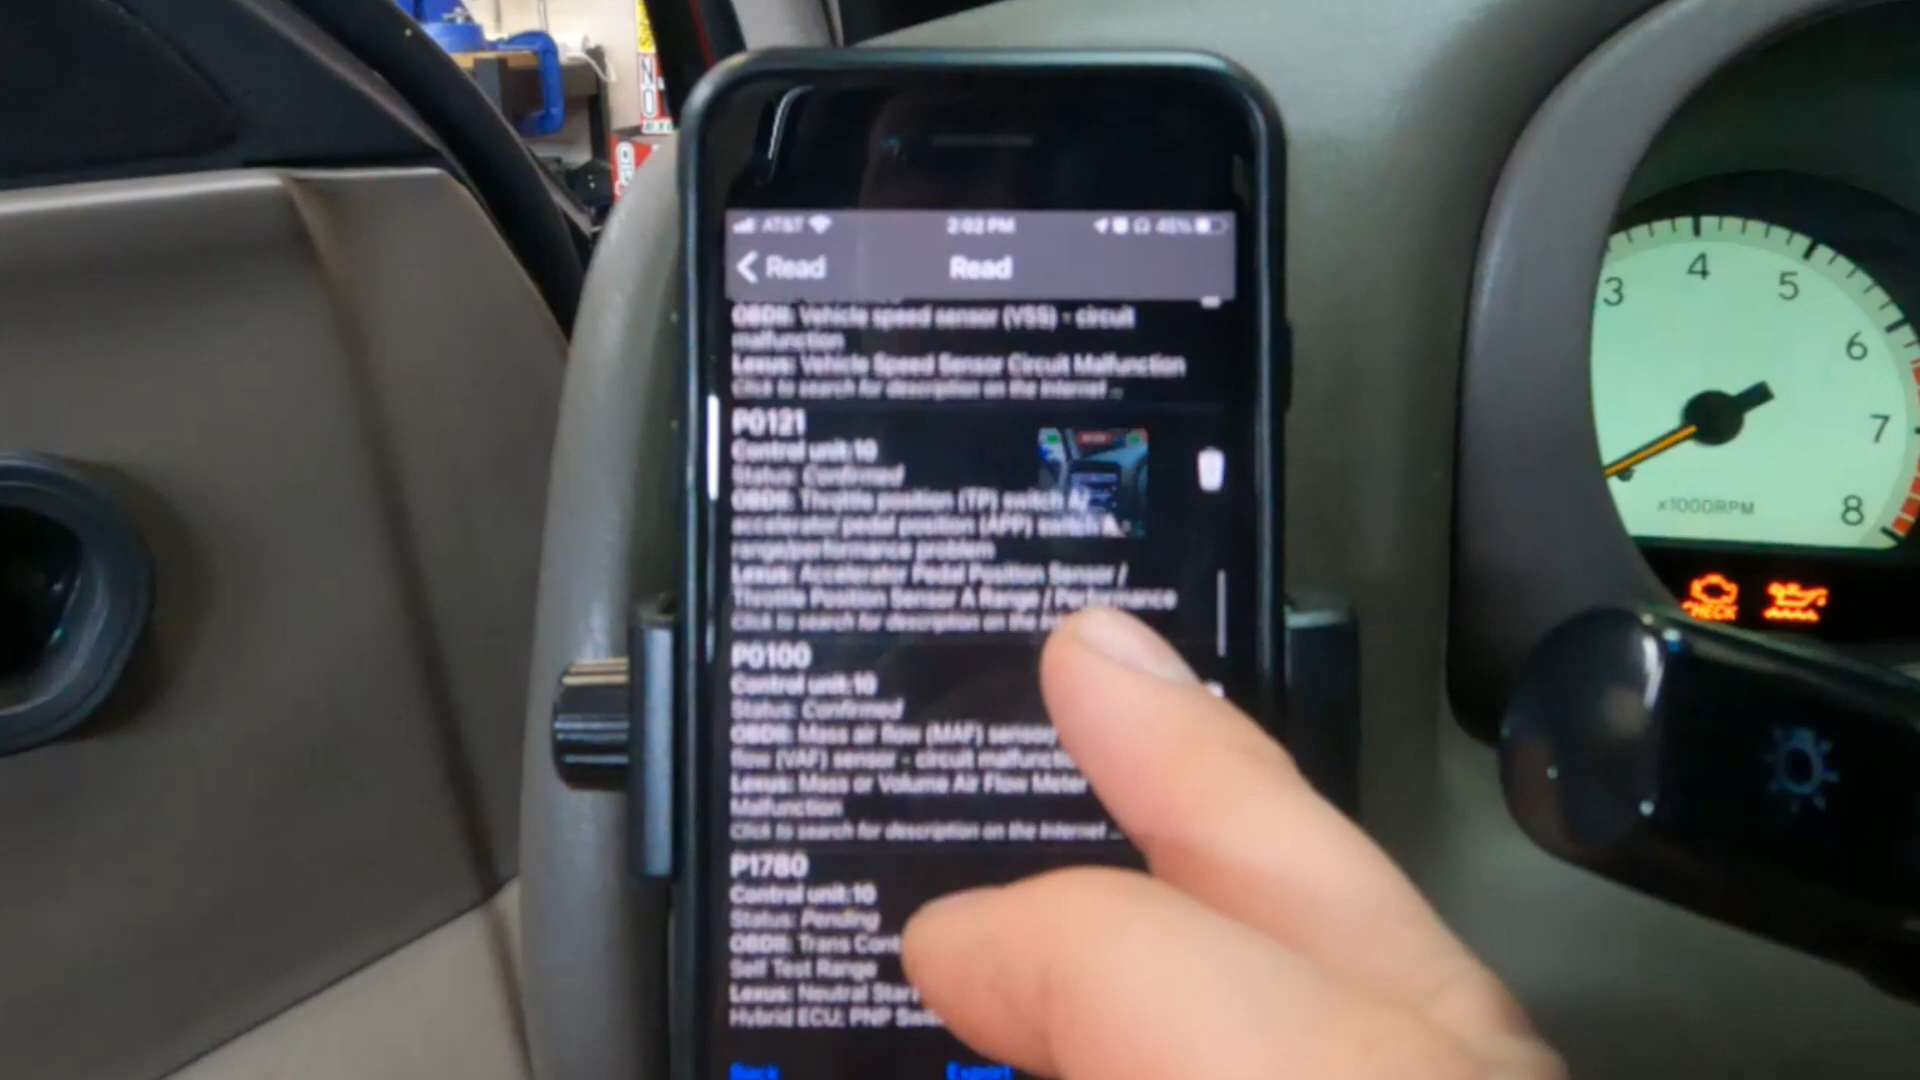 AT&T 2:02 PM 45%
Read Read
OBDII: Vehicle speed sensor (VSS) - circuit
malfunction
Lexus: Vehicle Speed Sensor Circuit Malfunction
Click to search for description on the Internet ...
P0121
Control unit:10
Status: Confirmed
OBDII: Throttle position (TP) switch A/
accelerator pedal position (APP) switch A -
range/performance problem
Lexus: Accelerator Pedal Position Sensor /
Throttle Position Sensor A Range / Performance
Click to search for description on the
P0100
Control unit:10
Status: Confirmed
OBDII: Mass air flow (MAF) sensor
flow (VAF) sensor - circuit malfunction
Lexus: Mass or Volume Air Flow Meter
Malfunction
Click to search for description on the Internet ...
P1780
Control unit:10
Status: Pending
OBDII: Trans Cont
Self Test Range
Lexus: Neutral Start
Hybrid ECU; PNP
Back Export
3 4 5 6 7 8
x1000RPM
CHECK
NO